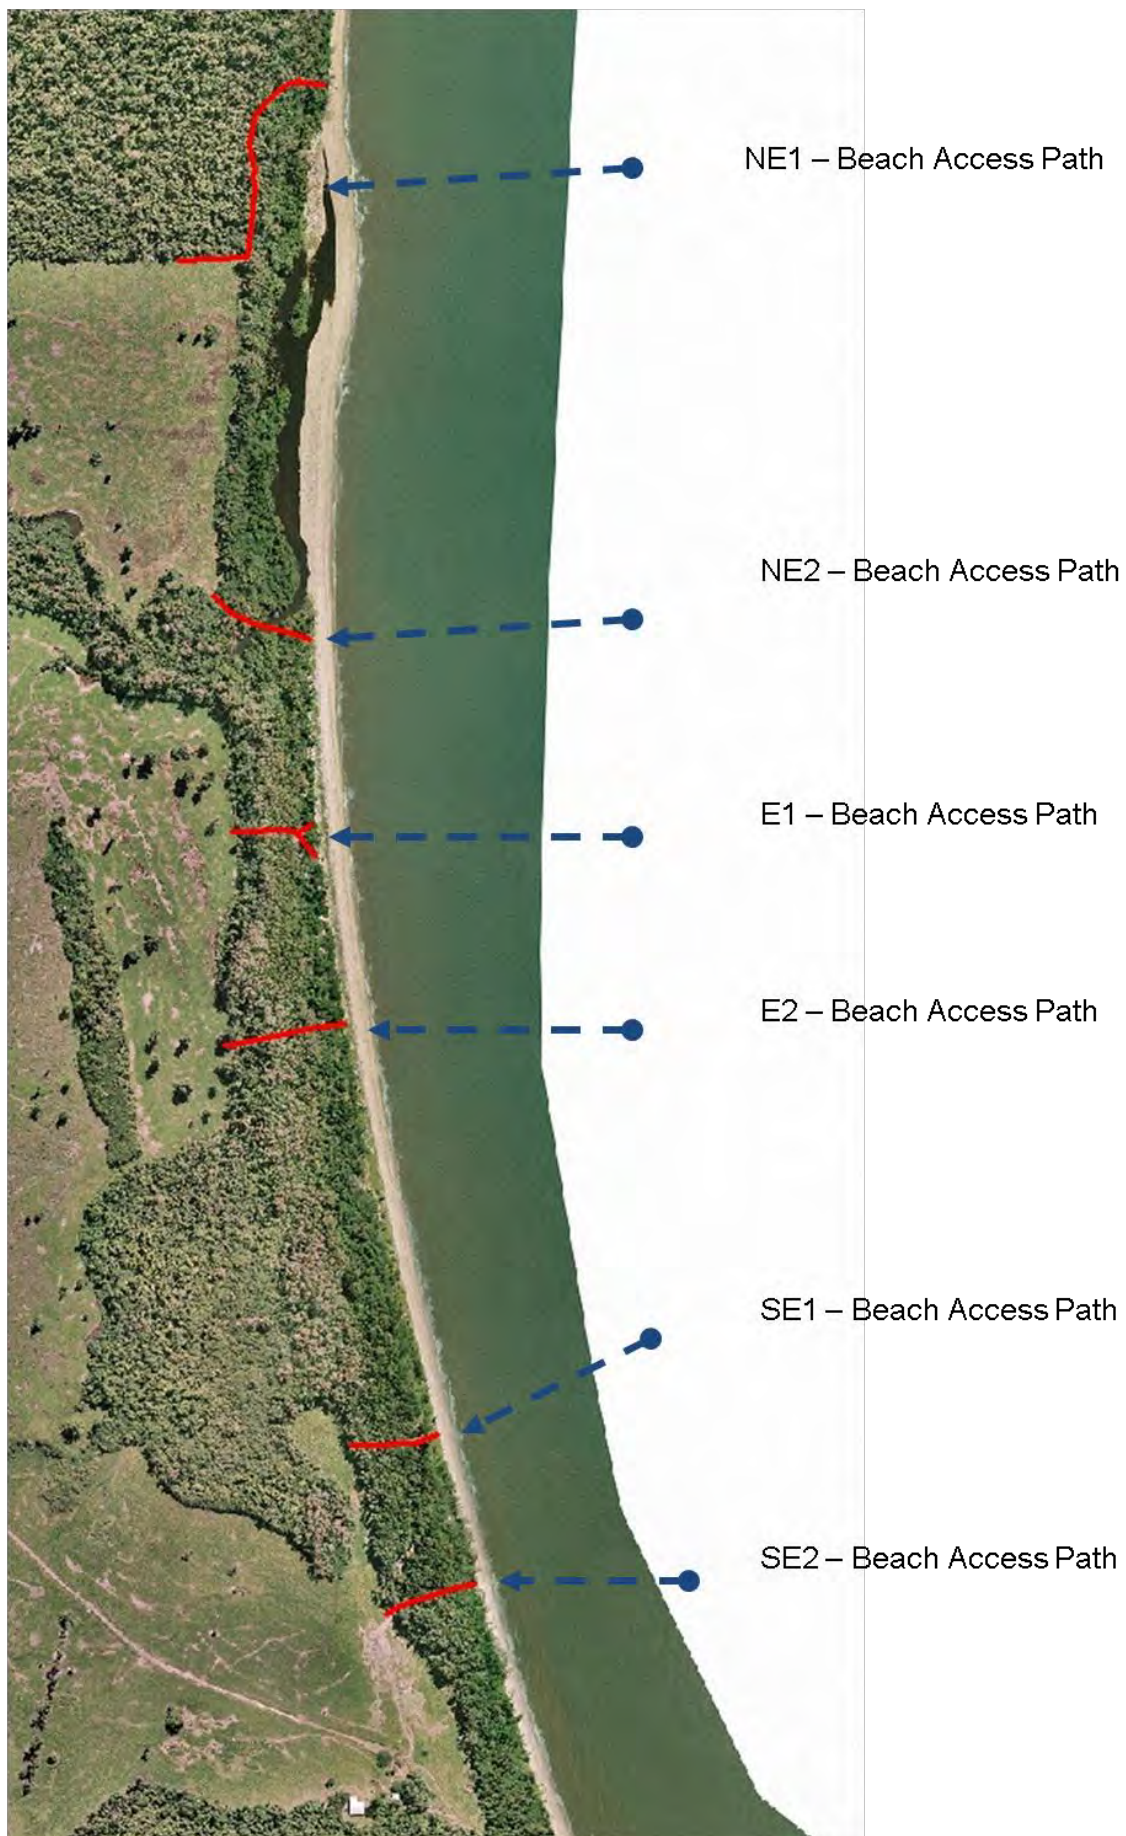 NE1 – Beach Access Path
NE2 – Beach Access Path
E1 – Beach Access Path
E2 – Beach Access Path
SE1 – Beach Access Path
SE2 – Beach Access Path